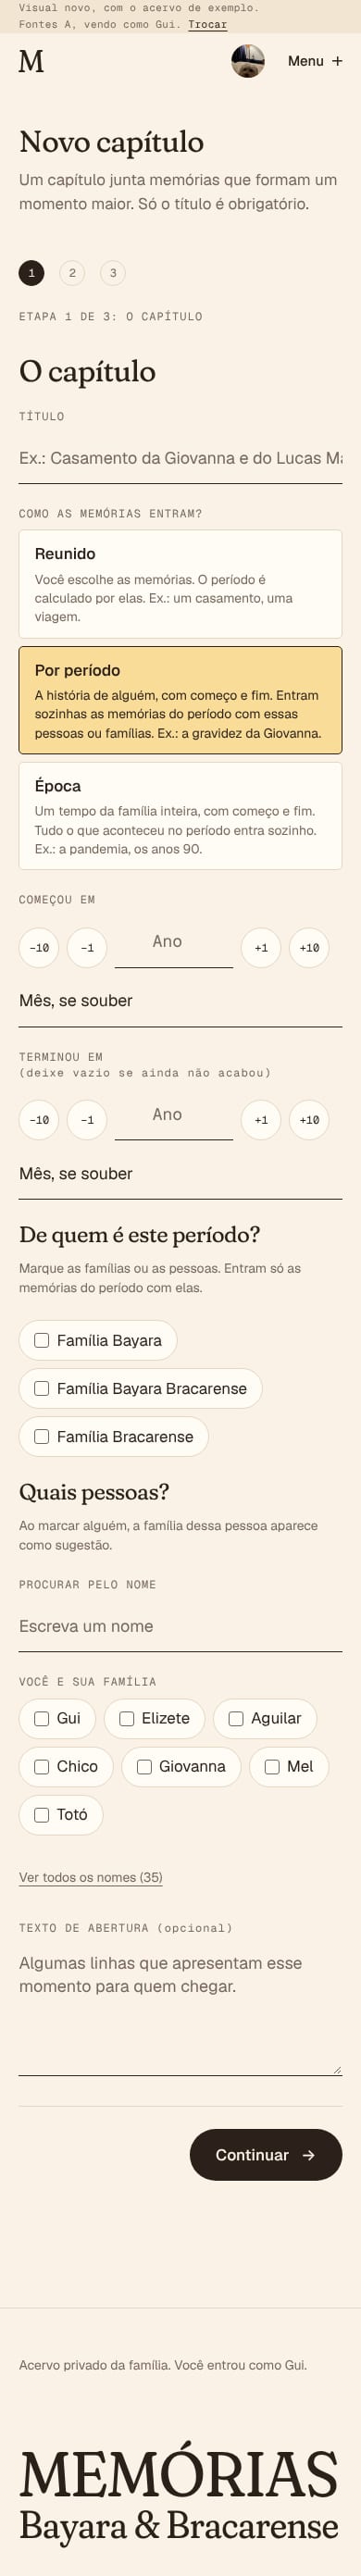 Visual novo, com o acervo de exemplo.
Fontes A, vendo como Gui. Trocar
M
Menu +
Novo capítulo
Um capítulo junta memórias que formam um
momento maior. Só o título é obrigatório.
1 2 3
ETAPA 1 DE 3: O CAPÍTULO
O capítulo
TÍTULO
Ex.: Casamento da Giovanna e do Lucas Ma
COMO AS MEMÓRIAS ENTRAM?
Reunido
Você escolhe as memórias. O período é
calculado por elas. Ex.: um casamento, uma
viagem.
Por período
A história de alguém, com começo e fim. Entram
sozinhas as memórias do período com essas
pessoas ou famílias. Ex.: a gravidez da Giovanna.
Época
Um tempo da família inteira, com começo e fim.
Tudo o que aconteceu no período entra sozinho.
Ex.: a pandemia, os anos 90.
COMEÇOU EM
−10 −1 Ano +1 +10
Mês, se souber
TERMINOU EM
(deixe vazio se ainda não acabou)
−10 −1 Ano +1 +10
Mês, se souber
De quem é este período?
Marque as famílias ou as pessoas. Entram só as
memórias do período com elas.
Família Bayara
Família Bayara Bracarense
Família Bracarense
Quais pessoas?
Ao marcar alguém, a família dessa pessoa aparece
como sugestão.
PROCURAR PELO NOME
Escreva um nome
VOCÊ E SUA FAMÍLIA
Gui Elizete Aguilar
Chico Giovanna Mel
Totó
Ver todos os nomes (35)
TEXTO DE ABERTURA (opcional)
Algumas linhas que apresentam esse
momento para quem chegar.
Continuar →
Acervo privado da família. Você entrou como Gui.
MEMÓRIAS
Bayara & Bracarense